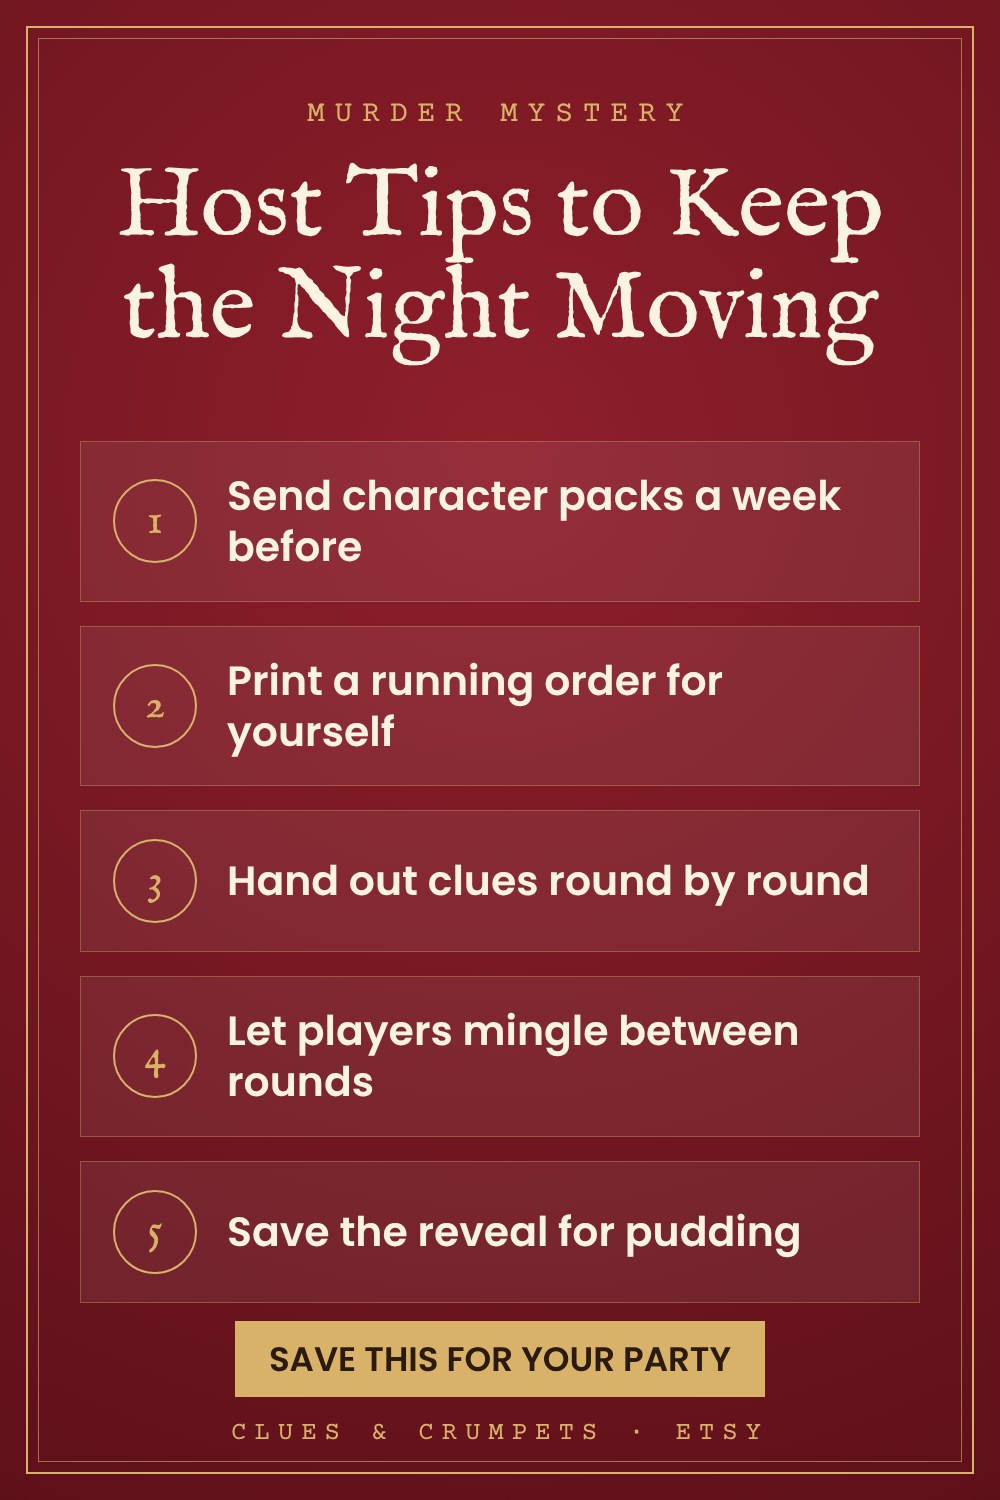 MURDER MYSTERY
Host Tips to Keep
the Night Moving
1
Send character packs a week
before
2
Print a running order for
yourself
3
Hand out clues round by round
4
Let players mingle between
rounds
5
Save the reveal for pudding
SAVE THIS FOR YOUR PARTY
CLUES & CRUMPETS · ETSY